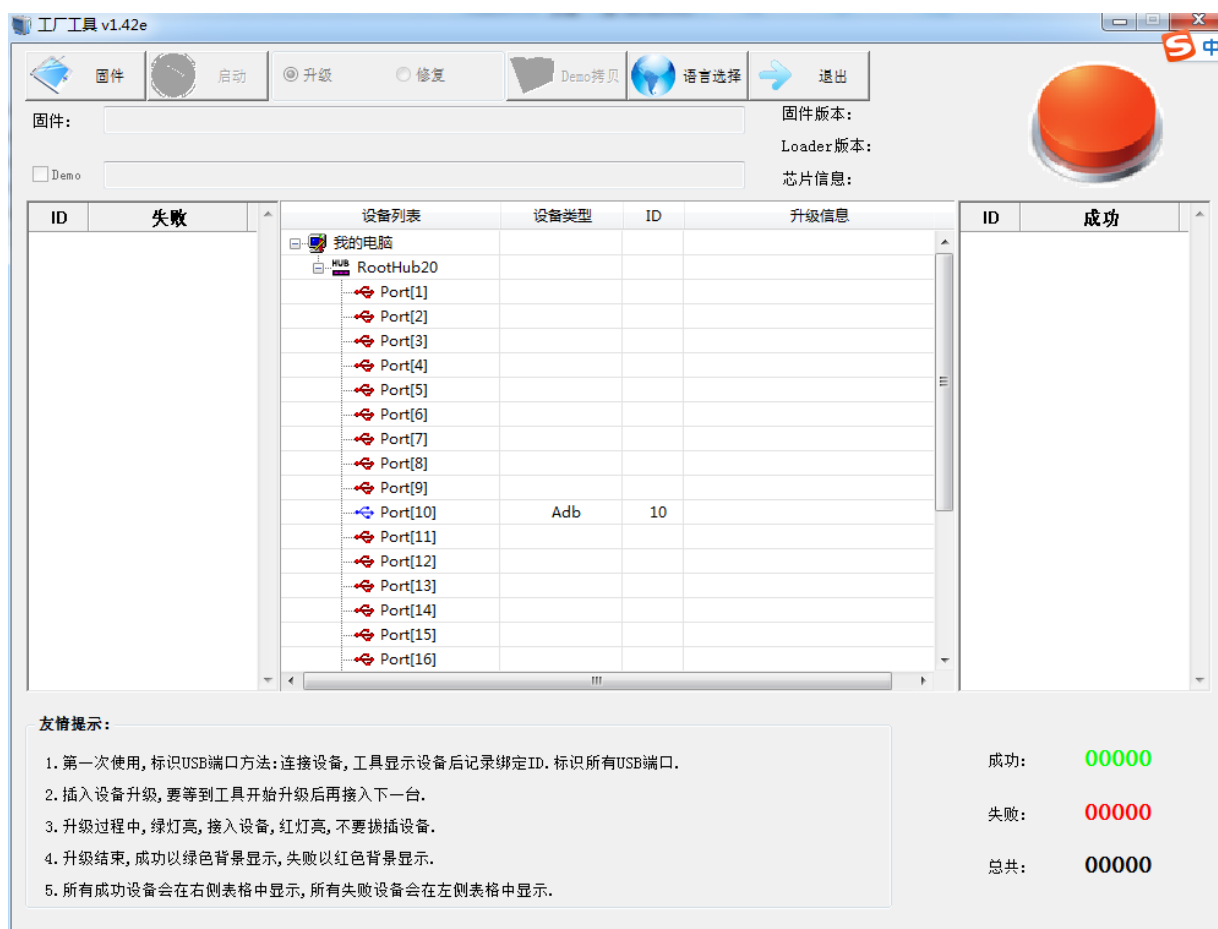 工厂工具 v1.42e
中
固件 启动 升级 修复 Demo拷贝 语言选择 退出
固件: 固件版本:
Loader版本:
Demo 芯片信息:
ID 失败 设备列表 设备类型 ID 升级信息 ID 成功
我的电脑
HUB RootHub20
Port[1]
Port[2]
Port[3]
Port[4]
Port[5]
Port[6]
Port[7]
Port[8]
Port[9]
Port[10] Adb 10
Port[11]
Port[12]
Port[13]
Port[14]
Port[15]
Port[16]
友情提示:
1.第一次使用,标识USB端口方法:连接设备,工具显示设备后记录绑定ID.标识所有USB端口.
2.插入设备升级,要等到工具开始升级后再接入下一台.
3.升级过程中,绿灯亮,接入设备,红灯亮,不要拔插设备.
4.升级结束,成功以绿色背景显示,失败以红色背景显示.
5.所有成功设备会在右侧表格中显示,所有失败设备会在左侧表格中显示.
成功: 00000
失败: 00000
总共: 00000